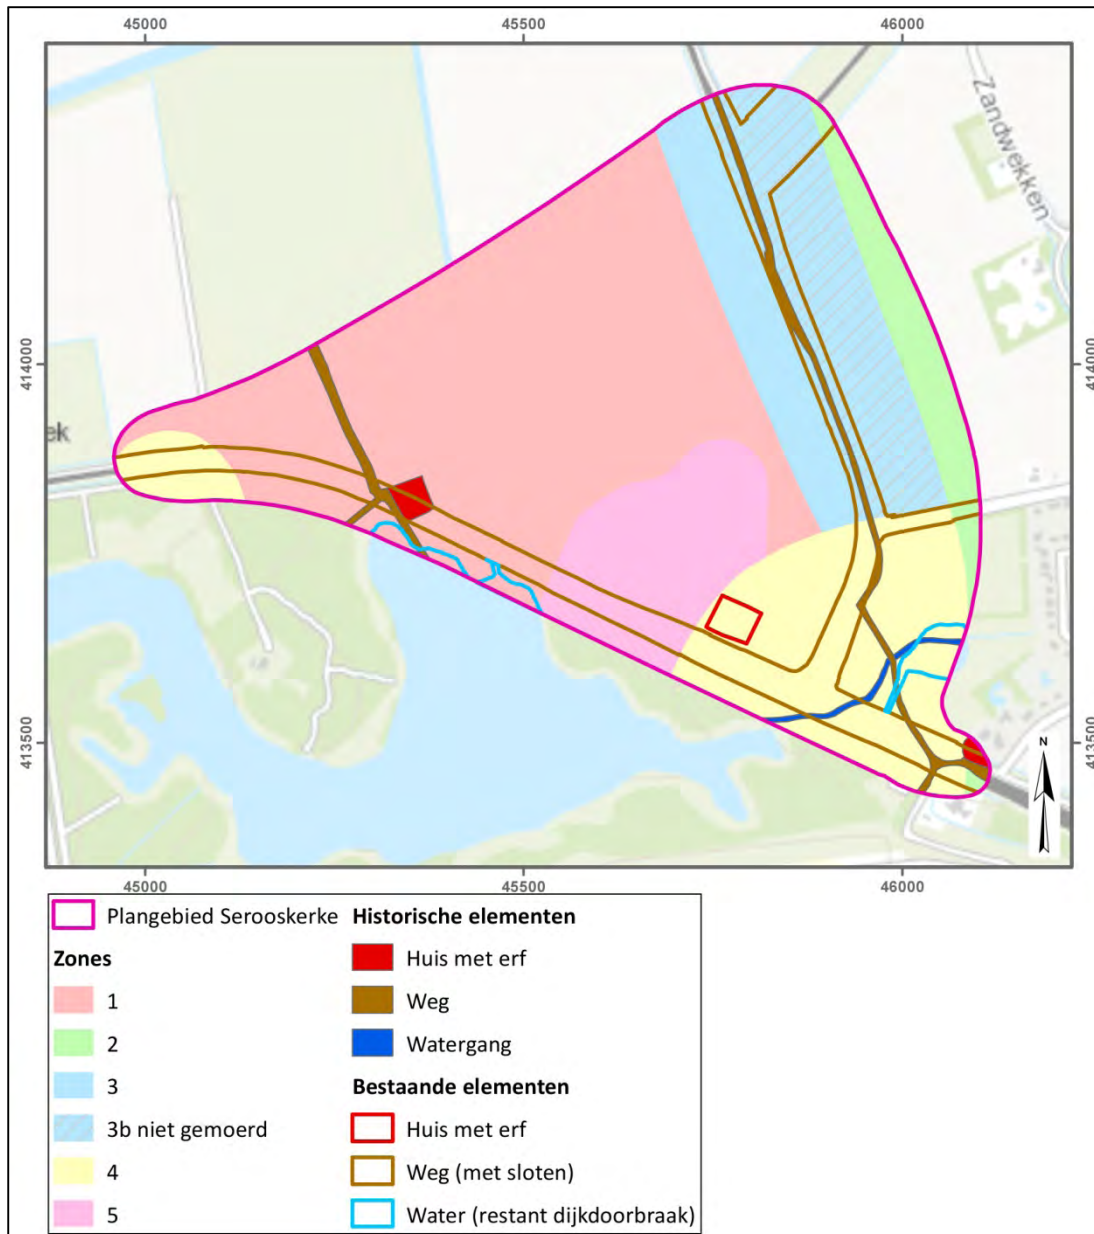 45000 45500 46000
Zandwekken
414000 414000
ek
413500 413500
N
45000 45500 46000
Plangebied Serooskerke
Zones
1
2
3
3b niet gemoerd
4
5
Historische elementen
Huis met erf
Weg
Watergang
Bestaande elementen
Huis met erf
Weg (met sloten)
Water (restant dijkdoorbraak)